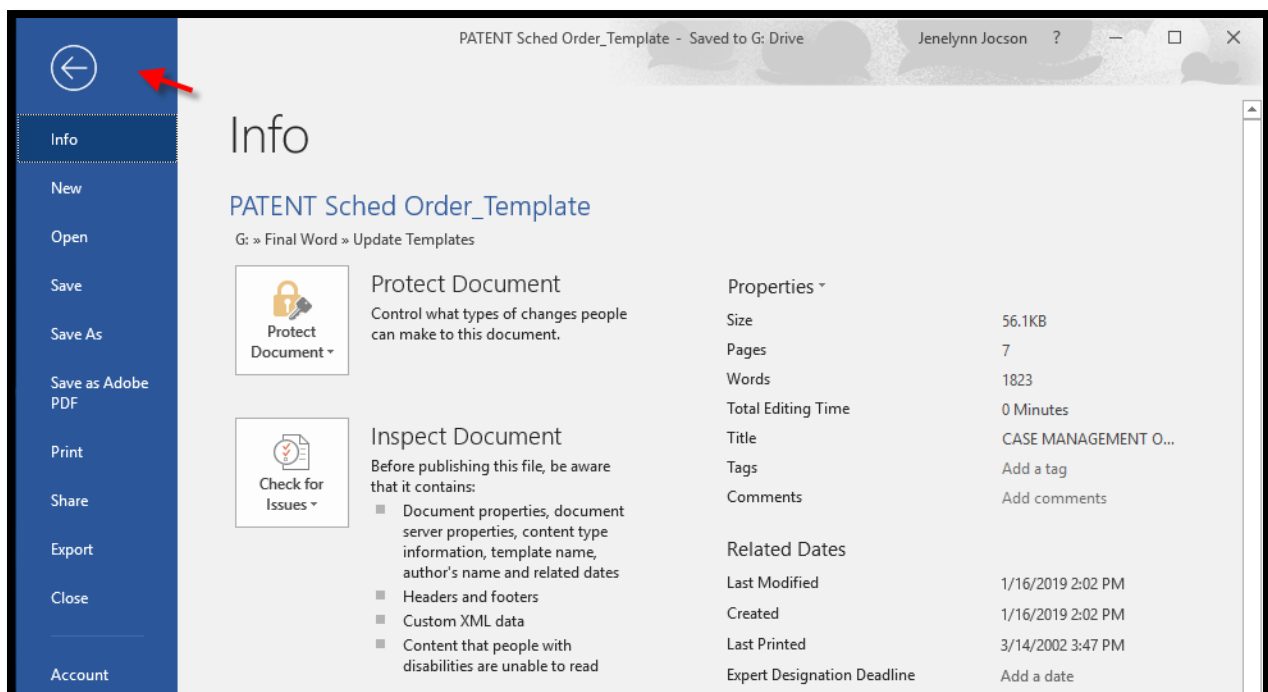 PATENT Sched Order_Template - Saved to G: Drive
Jenelynn Jocson
?
Info
New
Open
Save
Save As
Save as Adobe
PDF
Print
Share
Export
Close
Account
Info
PATENT Sched Order_Template
G: » Final Word » Update Templates
Protect
Document
Protect Document
Control what types of changes people
can make to this document.
Check for
Issues
Inspect Document
Before publishing this file, be aware
that it contains:
Document properties, document
server properties, content type
information, template name,
author's name and related dates
Headers and footers
Custom XML data
Content that people with
disabilities are unable to read
Properties
Size 56.1KB
Pages 7
Words 1823
Total Editing Time 0 Minutes
Title CASE MANAGEMENT O...
Tags Add a tag
Comments Add comments
Related Dates
Last Modified 1/16/2019 2:02 PM
Created 1/16/2019 2:02 PM
Last Printed 3/14/2002 3:47 PM
Expert Designation Deadline Add a date